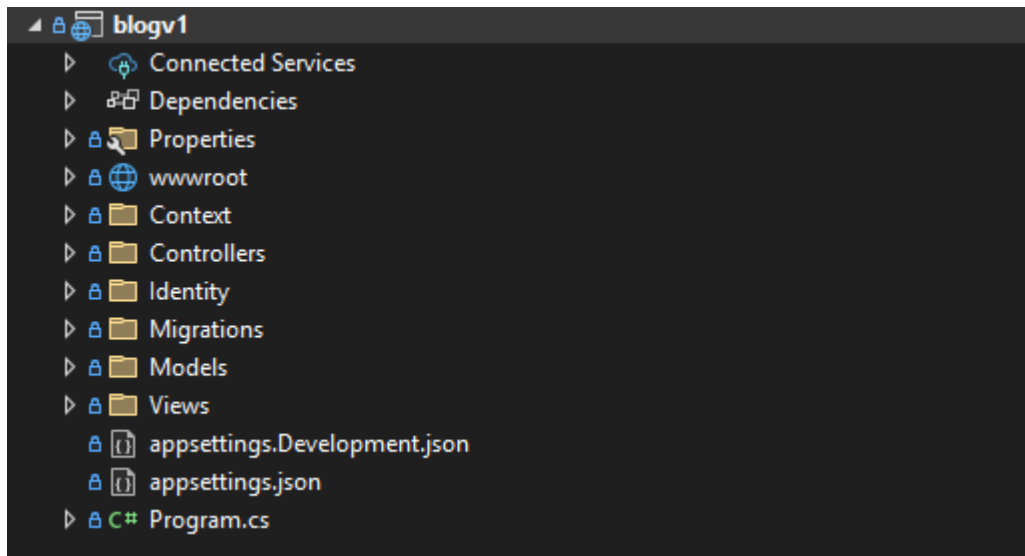 blogv1
Connected Services
Dependencies
Properties
wwwroot
Context
Controllers
Identity
Migrations
Models
Views
appsettings.Development.json
appsettings.json
C# Program.cs